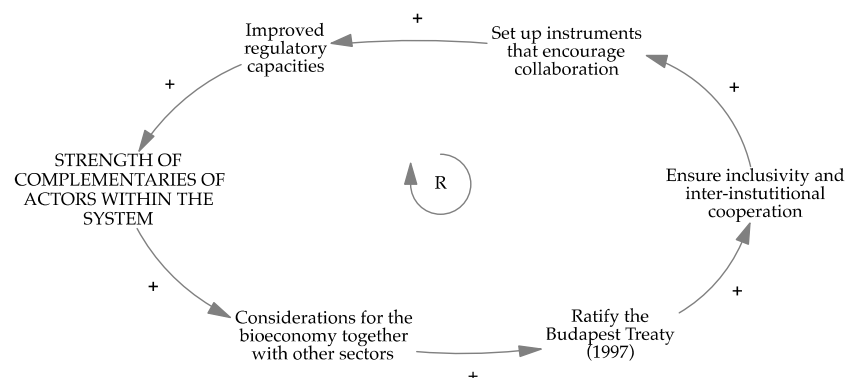 +
Improved
regulatory
capacities
Set up instruments
that encourage
collaboration
+
+
STRENGTH OF
COMPLEMENTARIES OF
ACTORS WITHIN THE
SYSTEM
R
Ensure inclusivity and
inter-instutitional
cooperation
+
+
Considerations for the
bioeconomy together
with other sectors
Ratify the
Budapest Treaty
(1997)
+